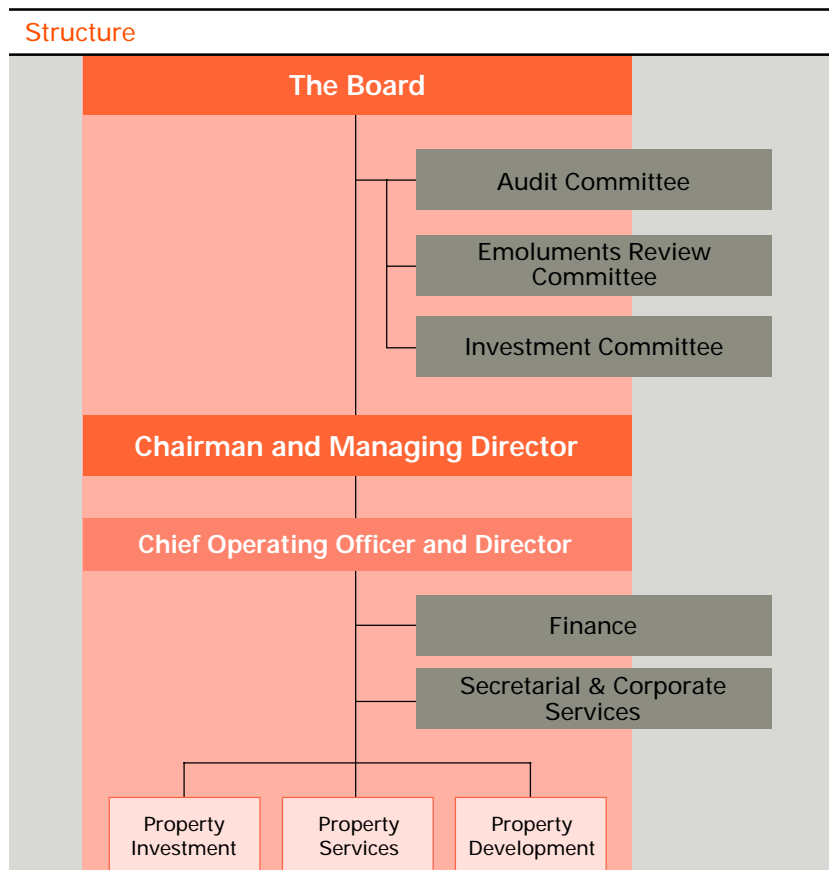 Structure
The Board
Audit Committee
Emoluments Review
Committee
Investment Committee
Chairman and Managing Director
Chief Operating Officer and Director
Finance
Secretarial & Corporate
Services
Property
Investment
Property
Services
Property
Development